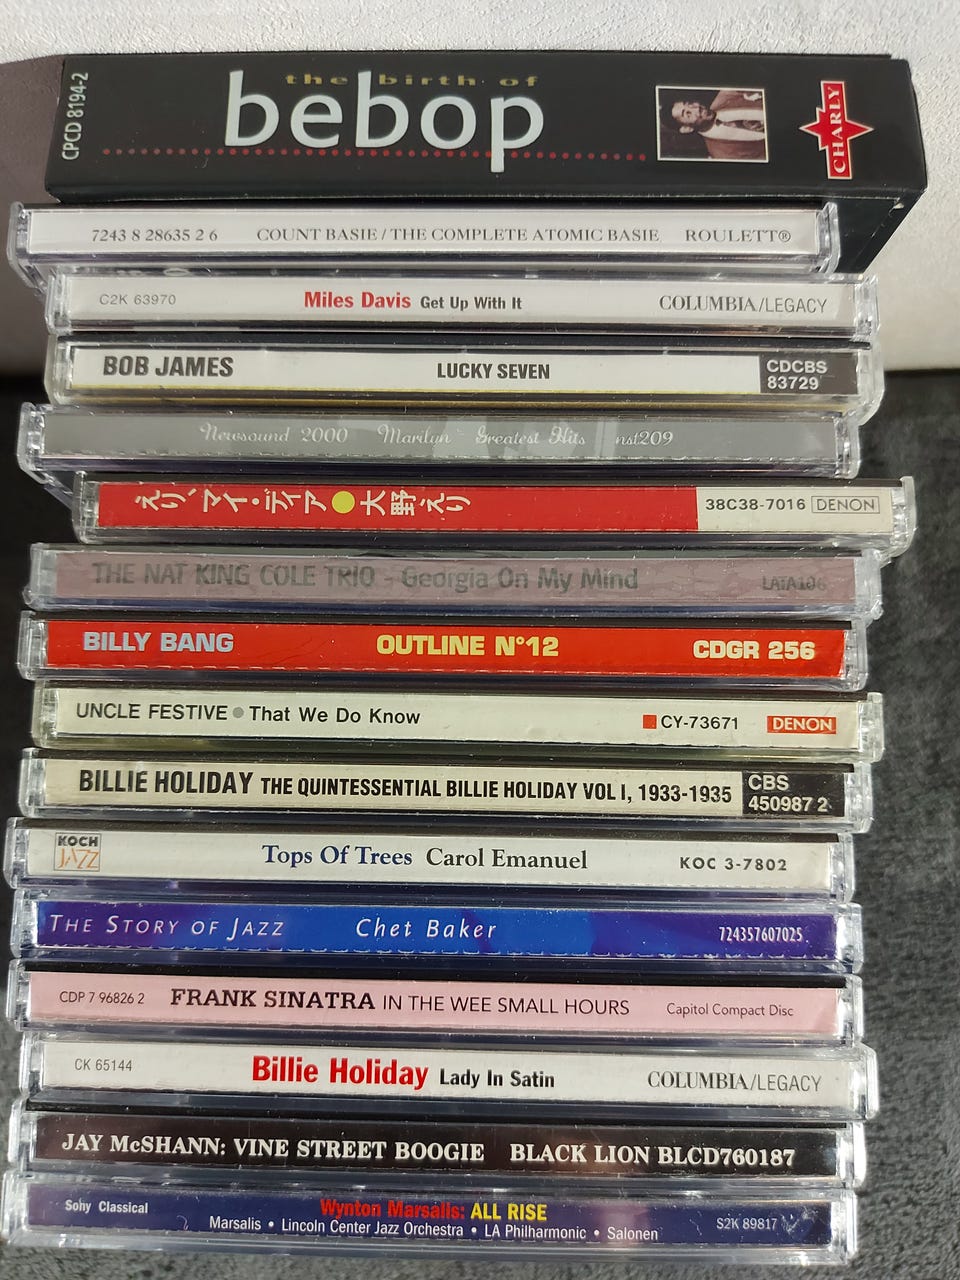 CPCD 8194-2 the birth of bebop CHARLY
7243 8 28635 2 6 COUNT BASIE / THE COMPLETE ATOMIC BASIE ROULETT®
C2K 63970 Miles Davis Get Up With It COLUMBIA/LEGACY
BOB JAMES LUCKY SEVEN CDCBS
83729
Newsound 2000 Marilyn - Greatest Hits nst209
えり、マイ・ディア●大野えり 38C38-7016 DENON
THE NAT KING COLE TRIO - Georgia On My Mind LATA106
BILLY BANG OUTLINE N°12 CDGR 256
UNCLE FESTIVE ● That We Do Know ■ CY-73671 DENON
BILLIE HOLIDAY THE QUINTESSENTIAL BILLIE HOLIDAY VOL I, 1933-1935 CBS
450987 2
KOCH
JAZZ Tops Of Trees Carol Emanuel KOC 3-7802
THE STORY OF JAZZ Chet Baker 724357607025
CDP 7 96826 2 FRANK SINATRA IN THE WEE SMALL HOURS Capitol Compact Disc
CK 65144 Billie Holiday Lady In Satin COLUMBIA/LEGACY
JAY McSHANN: VINE STREET BOOGIE BLACK LION BLCD760187
Sony Classical Wynton Marsalis: ALL RISE S2K 89817
Marsalis • Lincoln Center Jazz Orchestra • LA Philharmonic • Salonen